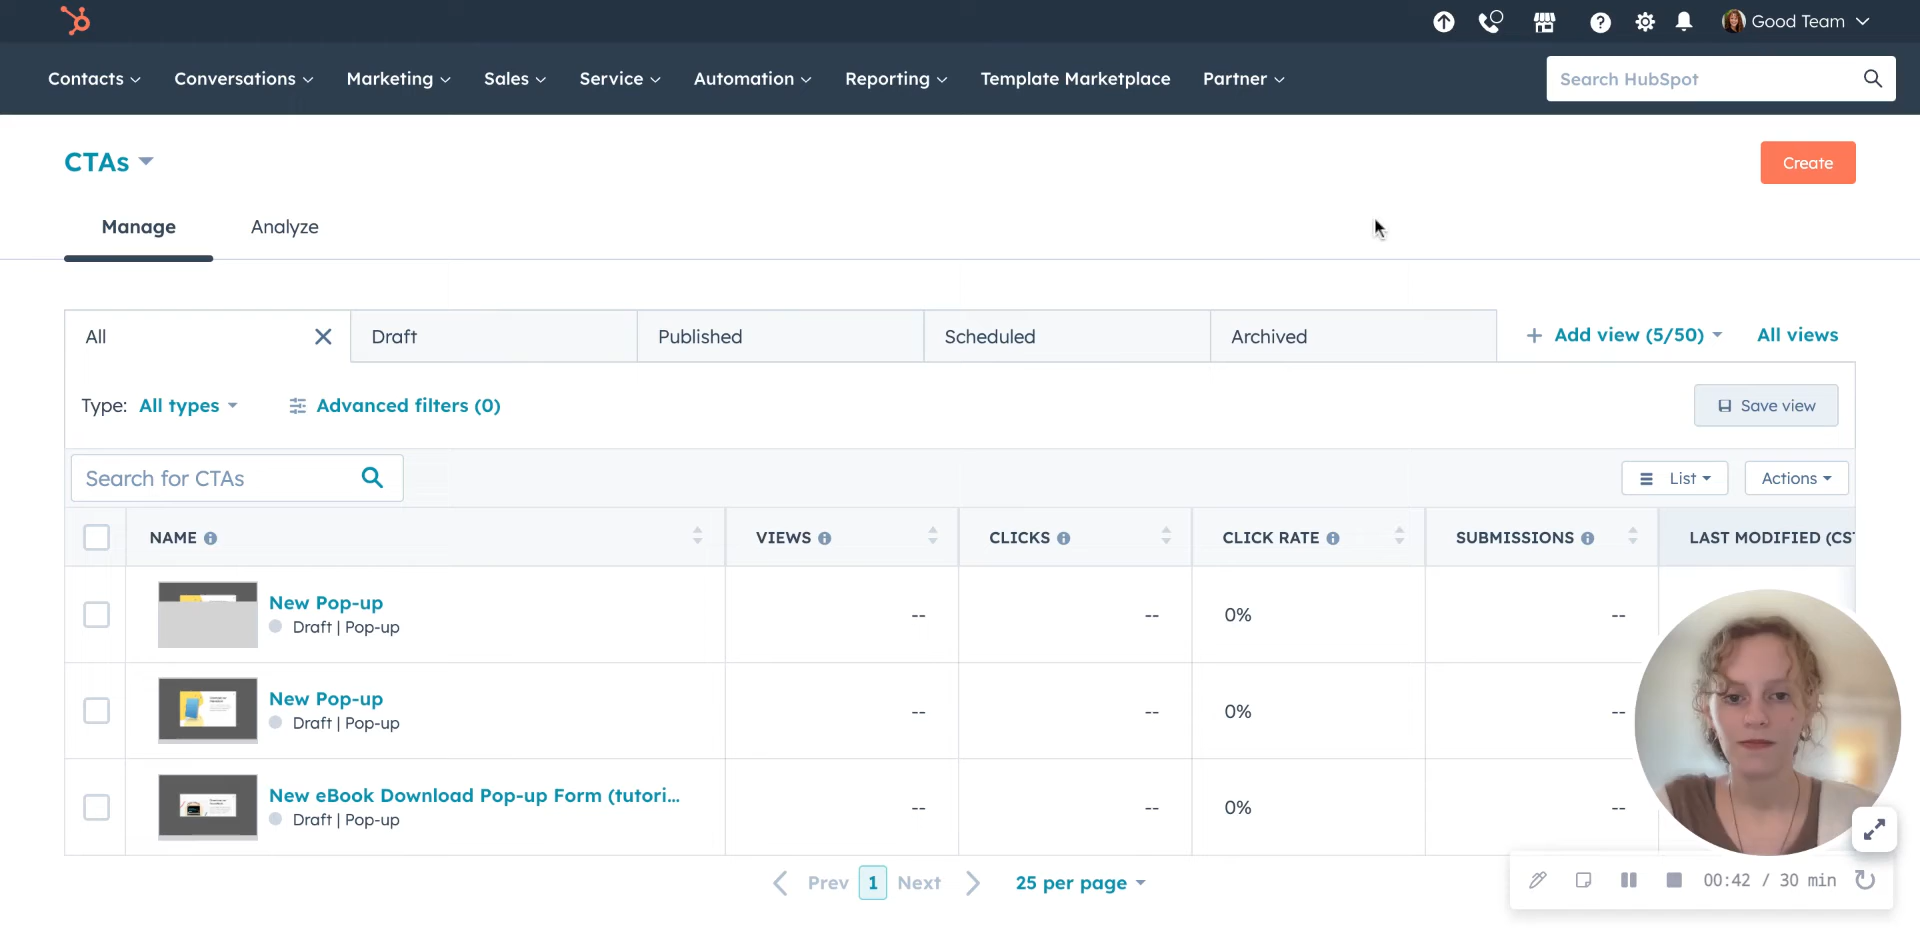 Good Team
Contacts Conversations Marketing Sales Service Automation Reporting Template Marketplace Partner Search HubSpot
CTAs
Create
Manage Analyze
All Draft Published Scheduled Archived Add view (5/50) All views
Type: All types Advanced filters (0) Save view
Search for CTAs List Actions
NAME VIEWS CLICKS CLICK RATE SUBMISSIONS LAST MODIFIED (CST
New Pop-up
Draft | Pop-up
-- -- 0% --
New Pop-up
Draft | Pop-up
-- -- 0% --
New eBook Download Pop-up Form (tutori...
Draft | Pop-up
-- -- 0% --
Prev 1 Next 25 per page
00:42 / 30 min